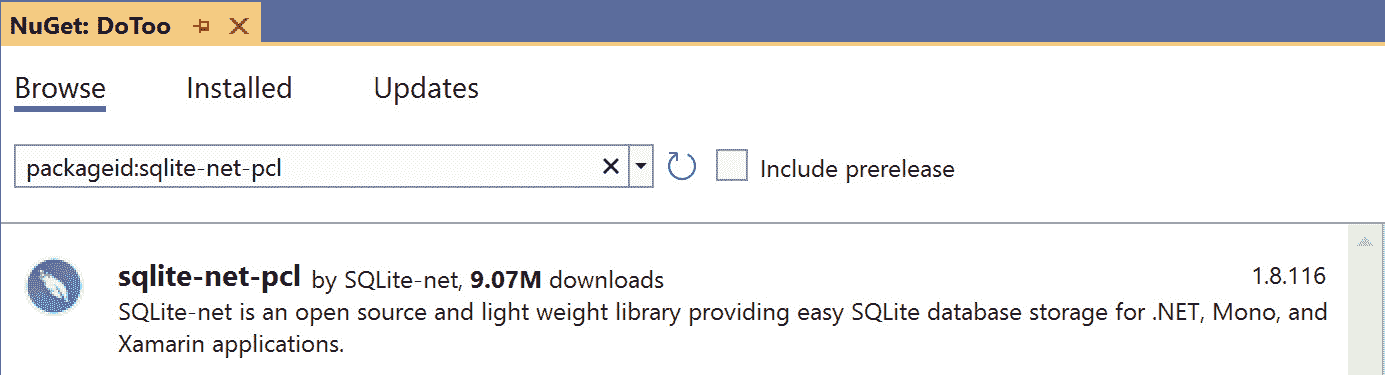 NuGet: DoToo
Browse Installed Updates
packageid:sqlite-net-pcl Include prerelease
sqlite-net-pcl by SQLite-net, 9.07M downloads 1.8.116
SQLite-net is an open source and light weight library providing easy SQLite database storage for .NET, Mono, and
Xamarin applications.